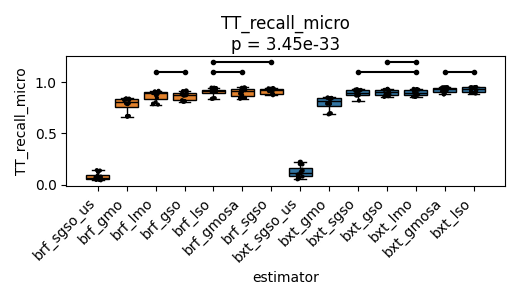 TT_recall_micro
p = 3.45e-33
TT_recall_micro
1.0
0.5
0.0
brf_sgso_us
brf_gmo
brf_lmo
brf_gso
brf_lso
brf_gmosa
brf_sgso
bxt_sgso_us
bxt_gmo
bxt_sgso
bxt_gso
bxt_lmo
bxt_gmosa
bxt_lso
estimator